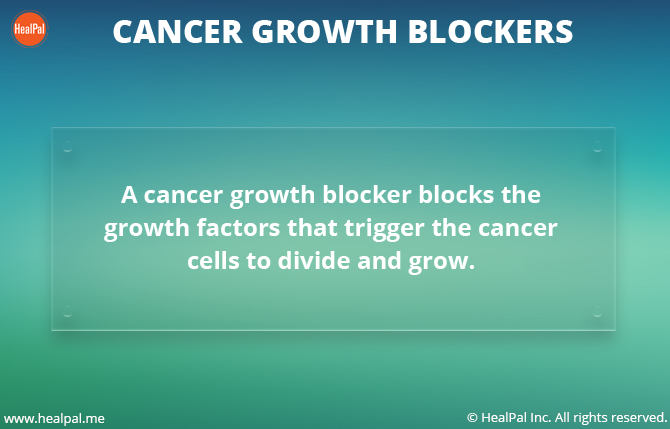 HealPal
CANCER GROWTH BLOCKERS
A cancer growth blocker blocks the
growth factors that trigger the cancer
cells to divide and grow.
www.healpal.me
© HealPal Inc. All rights reserved.